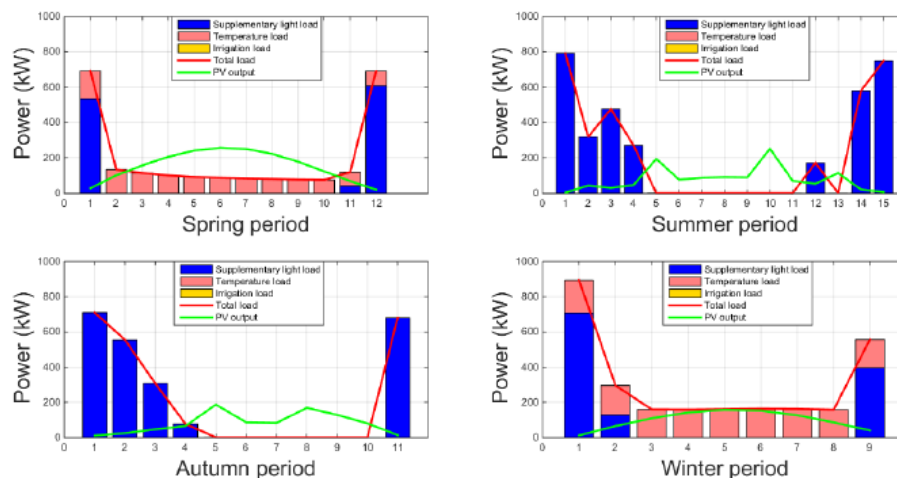 1000
800
600
400
200
0
Power (kW)
Supplementary light load
Temperature load
Irrigation load
Total load
PV output
1 2 3 4 5 6 7 8 9 10 11 12
Spring period
1000
800
600
400
200
0
Power (kW)
Supplementary light load
Temperature load
Irrigation load
Total load
PV output
1 2 3 4 5 6 7 8 9 10 11 12 13 14 15
Summer period
1000
800
600
400
200
0
Power (kW)
Supplementary light load
Temperature load
Irrigation load
Total load
PV output
1 2 3 4 5 6 7 8 9 10 11
Autumn period
1000
800
600
400
200
0
Power (kW)
Supplementary light load
Temperature load
Irrigation load
Total load
PV output
1 2 3 4 5 6 7 8 9
Winter period